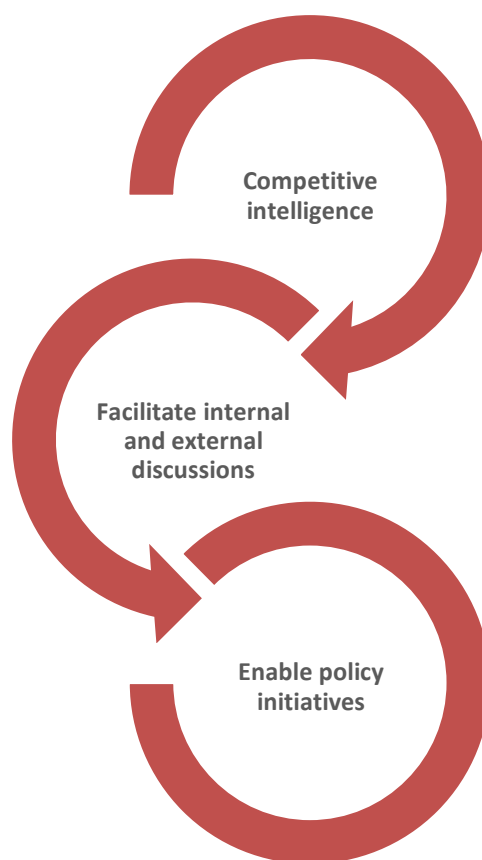 Competitive
intelligence
Facilitate internal
and external
discussions
Enable policy
initiatives